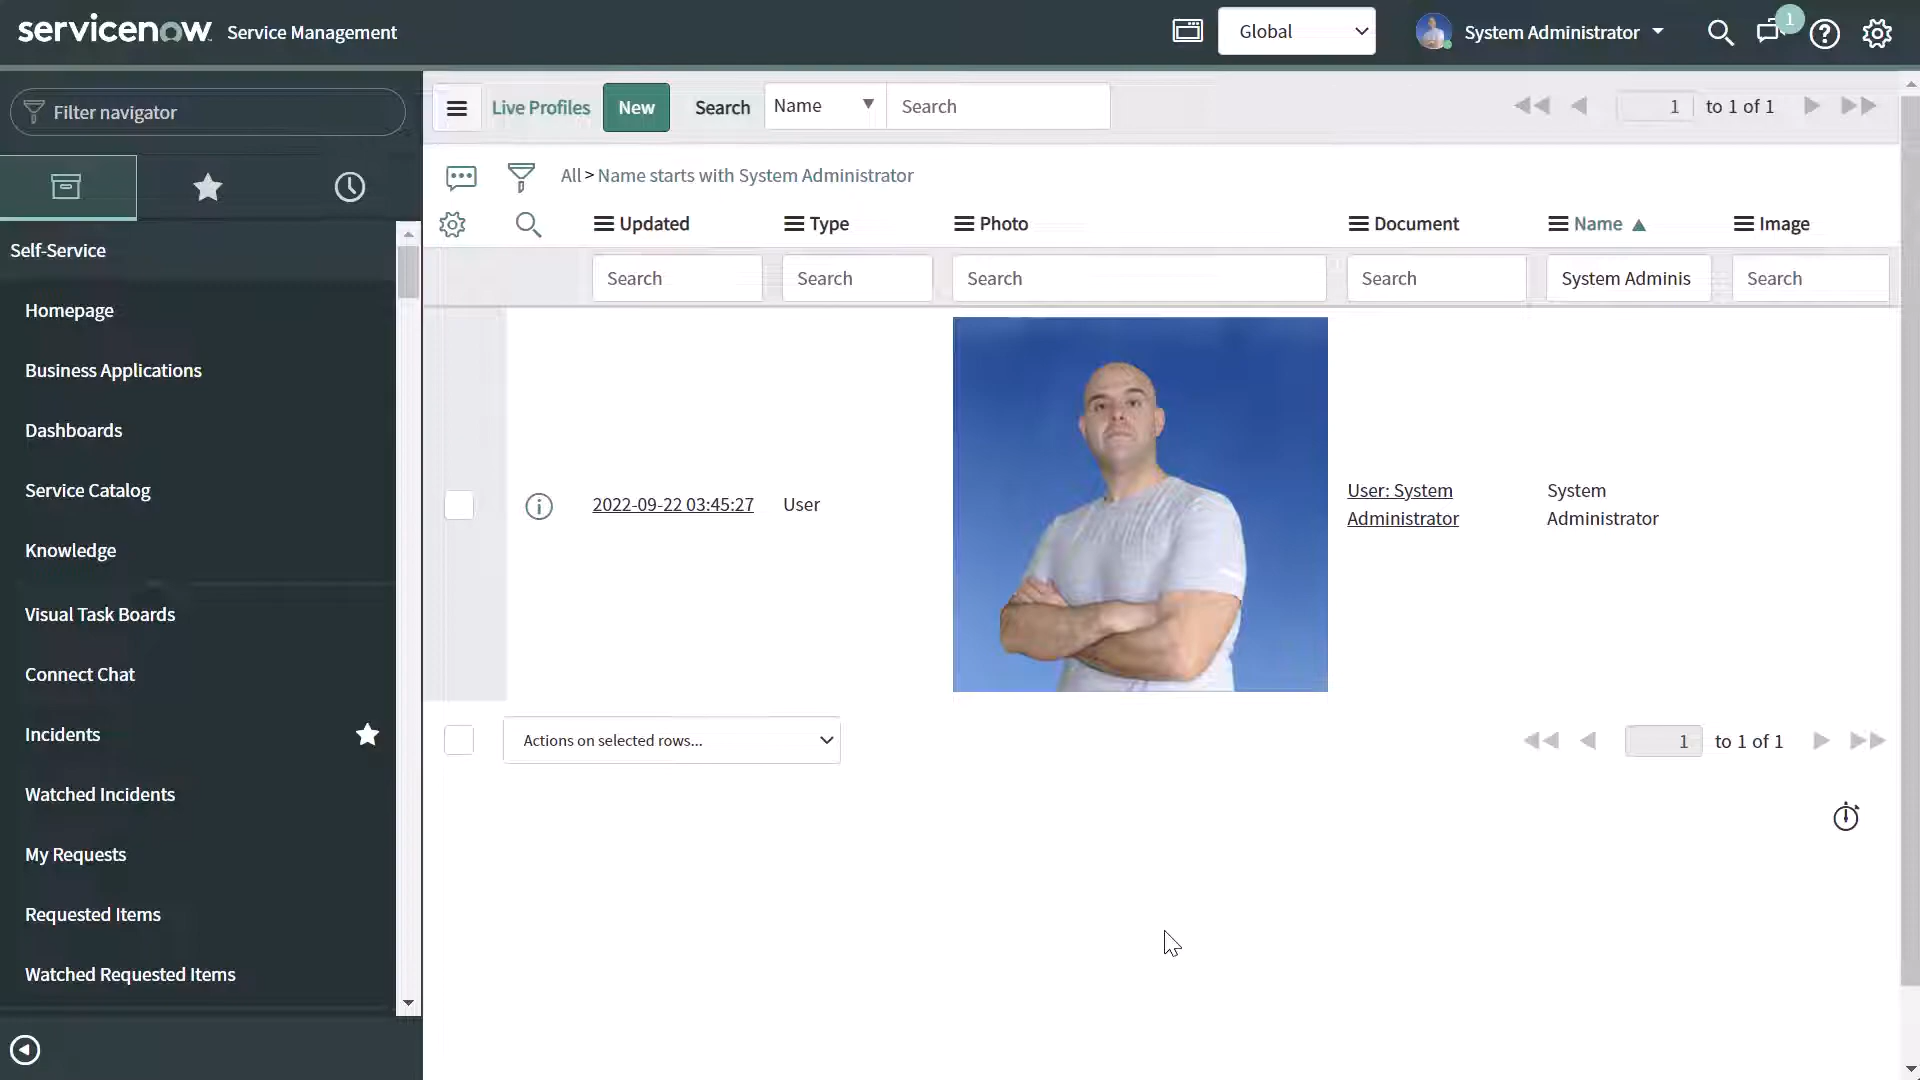 servicenow Service Management
Global
System Administrator
1
Filter navigator
Self-Service
Homepage
Business Applications
Dashboards
Service Catalog
Knowledge
Visual Task Boards
Connect Chat
Incidents
Watched Incidents
My Requests
Requested Items
Watched Requested Items
Live Profiles New Search Name Search 1 to 1 of 1
All > Name starts with System Administrator
Updated Type Photo Document Name Image
Search Search Search Search System Adminis Search
2022-09-22 03:45:27 User
User: System
Administrator
System
Administrator
Actions on selected rows... 1 to 1 of 1